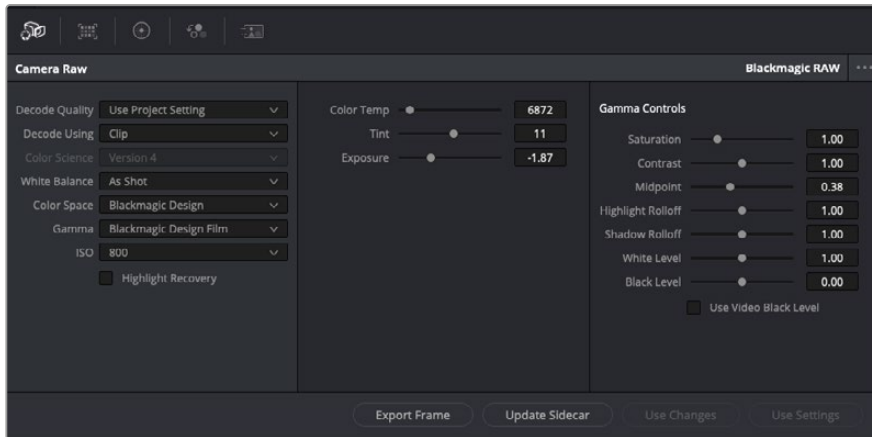 Camera Raw
Blackmagic RAW
Decode Quality Use Project Setting
Decode Using Clip
Color Science Version 4
White Balance As Shot
Color Space Blackmagic Design
Gamma Blackmagic Design Film
ISO 800
Highlight Recovery
Color Temp 6872
Tint 11
Exposure -1.87
Gamma Controls
Saturation 1.00
Contrast 1.00
Midpoint 0.38
Highlight Rolloff 1.00
Shadow Rolloff 1.00
White Level 1.00
Black Level 0.00
Use Video Black Level
Export Frame
Update Sidecar
Use Changes
Use Settings